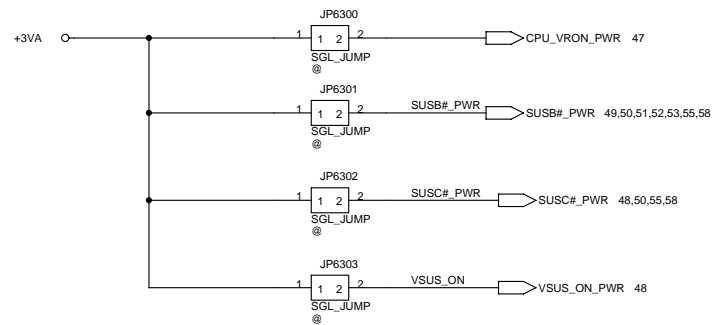 JP6300
+3VA 1 1 2 2 CPU_VRON_PWR 47
SGL_JUMP
@
JP6301
1 1 2 2 SUSB#_PWR SUSB#_PWR 49,50,51,52,53,55,58
SGL_JUMP
@
JP6302
1 1 2 2 SUSC#_PWR SUSC#_PWR 48,50,55,58
SGL_JUMP
@
JP6303
1 1 2 2 VSUS_ON VSUS_ON_PWR 48
SGL_JUMP
@